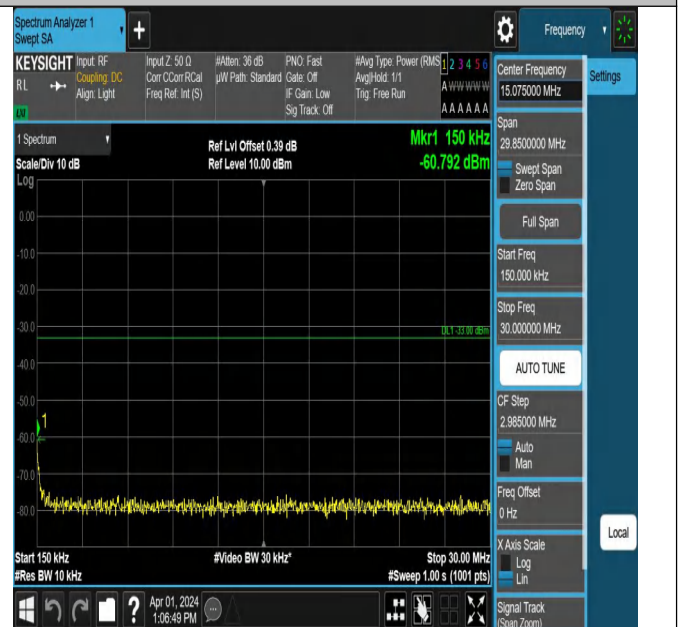 Spectrum Analyzer 1
Swept SA
+
Frequency
KEYSIGHT
RL
LXI
Input: RF
Coupling: DC
Align: Light
Input Z: 50 Ω
Corr CCorr RCal
Freq Ref: Int (S)
#Atten: 36 dB
µW Path: Standard
PNO: Fast
Gate: Off
IF Gain: Low
Sig Track: Off
#Avg Type: Power (RMS
Avg|Hold: 1/1
Trig: Free Run
1 2 3 4 5 6
A W W W W W
A A A A A A
1 Spectrum
Scale/Div 10 dB
Log
Ref Lvl Offset 0.39 dB
Ref Level 10.00 dBm
Mkr1 150 kHz
-60.792 dBm
0.00
-10.0
-20.0
-30.0
DL1 -33.00 dBm
-40.0
-50.0
1
-60.0
-70.0
-80.0
Start 150 kHz
#Res BW 10 kHz
#Video BW 30 kHz*
Stop 30.00 MHz
#Sweep 1.00 s (1001 pts)
?
Apr 01, 2024
1:06:49 PM
Center Frequency
15.075000 MHz
Settings
Span
29.8500000 MHz
Swept Span
Zero Span
Full Span
Start Freq
150.000 kHz
Stop Freq
30.000000 MHz
AUTO TUNE
CF Step
2.985000 MHz
Auto
Man
Freq Offset
0 Hz
Local
X Axis Scale
Log
Lin
Signal Track
(Span Zoom)